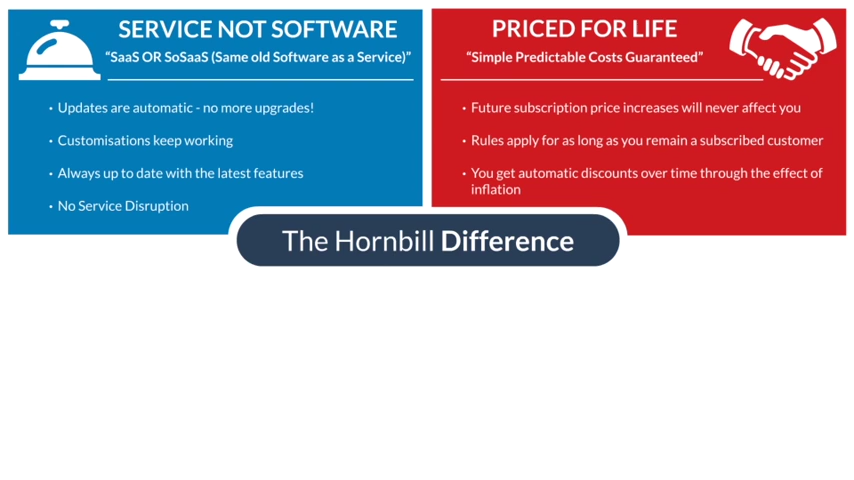 SERVICE NOT SOFTWARE
“SaaS OR SoSaaS (Same old Software as a Service)”
• Updates are automatic - no more upgrades!
• Customisations keep working
• Always up to date with the latest features
• No Service Disruption
PRICED FOR LIFE
“Simple Predictable Costs Guaranteed”
• Future subscription price increases will never affect you
• Rules apply for as long as you remain a subscribed customer
• You get automatic discounts over time through the effect of
inflation
The Hornbill Difference